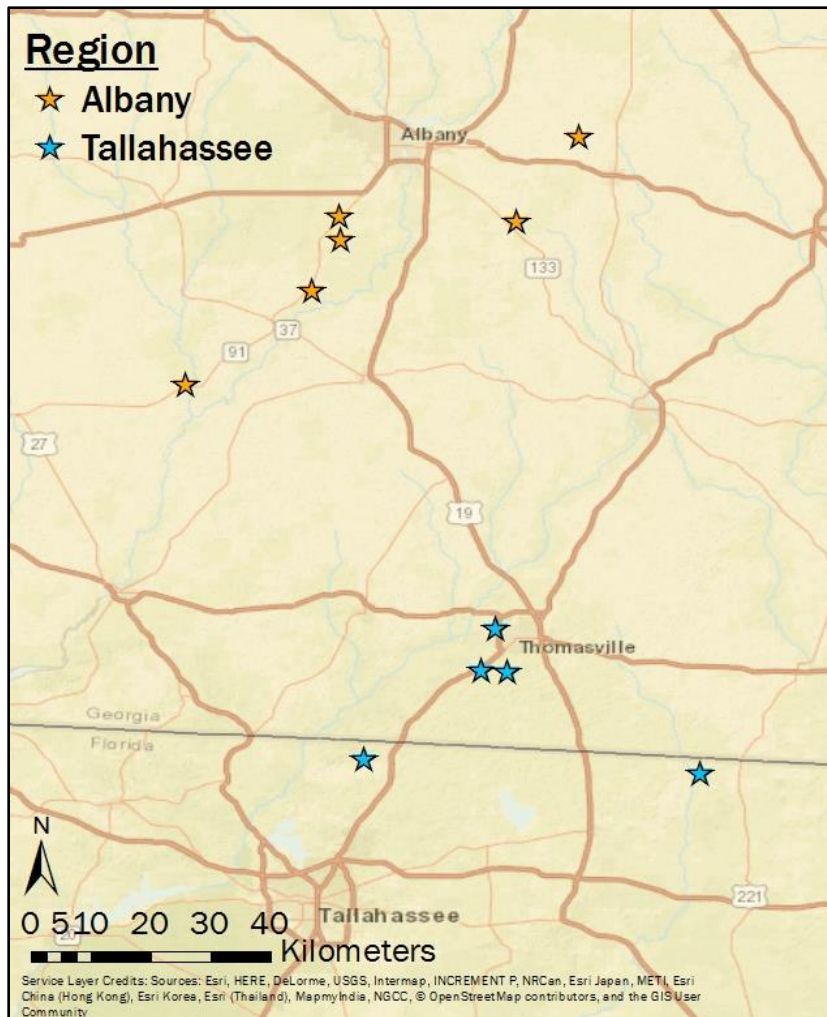 Region
Albany
Tallahassee
Albany
133
37
91
27
19
Thomasville
Georgia
Florida
N
221
Tallahassee
0 5 10 20 30 40
Kilometers
20
Service Layer Credits: Sources: Esri, HERE, DeLorme, USGS, Intermap, INCREMENT P, NRCan, Esri Japan, METI, Esri
China (Hong Kong), Esri Korea, Esri (Thailand), MapmyIndia, NGCC, © OpenStreetMap contributors, and the GIS User
Community